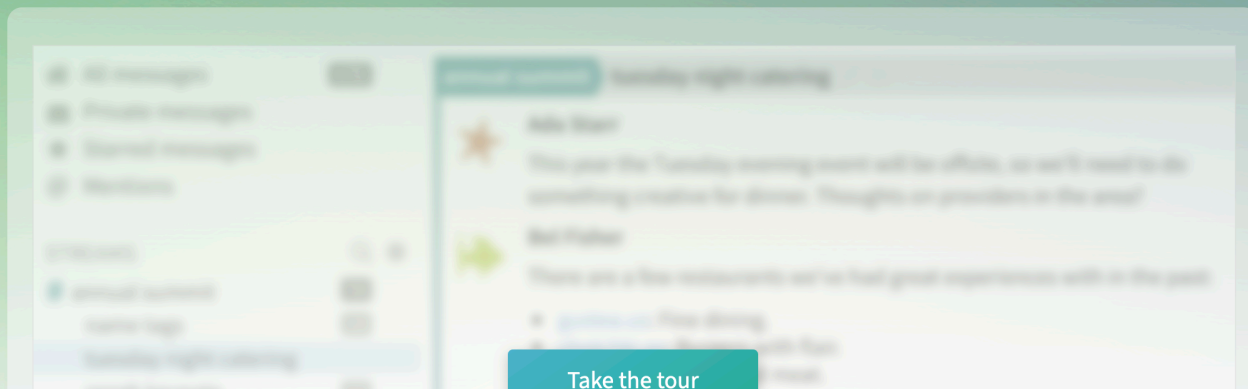 All messages
Private messages
Starred messages
Mentions
STREAMS
annual summit
name tags
tuesday night catering
annual summit
tuesday night catering
Ada Starr
This year the Tuesday evening event will be offsite, so we'll need to do
something creative for dinner. Thoughts on providers in the area?
Bel Fisher
There are a few restaurants we've had great experiences with in the past:
Fine dining.
Take the tour